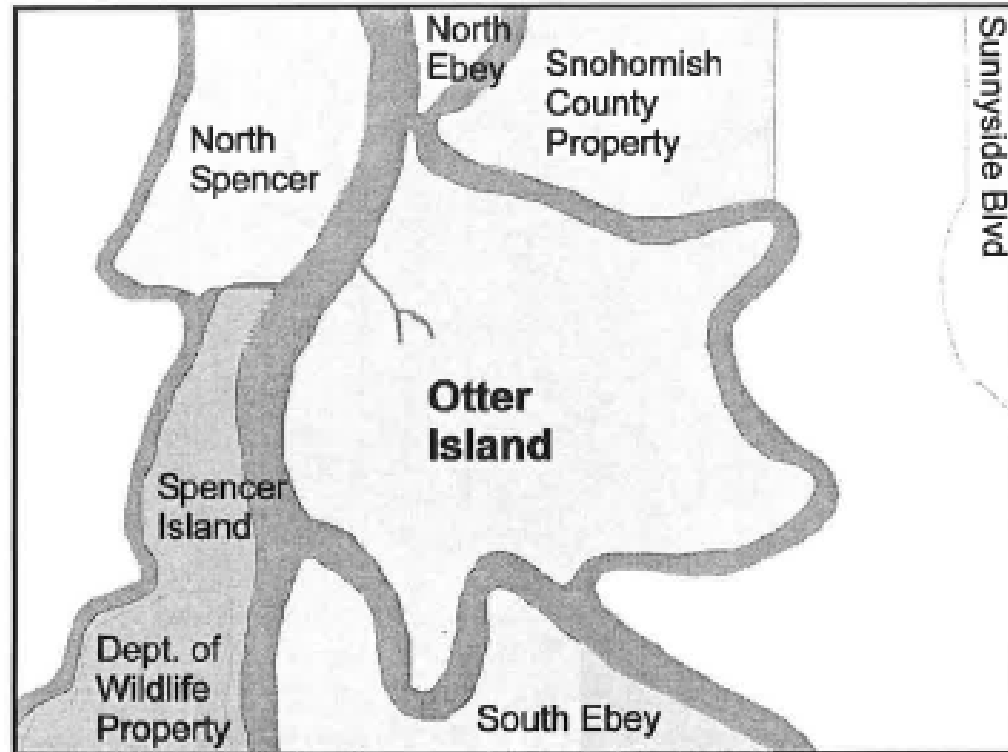 North
Ebey
Snohomish
County
Property
Sunnyside Blvd
North
Spencer
Otter
Island
Spencer
Island
Dept. of
Wildlife
Property
South Ebey